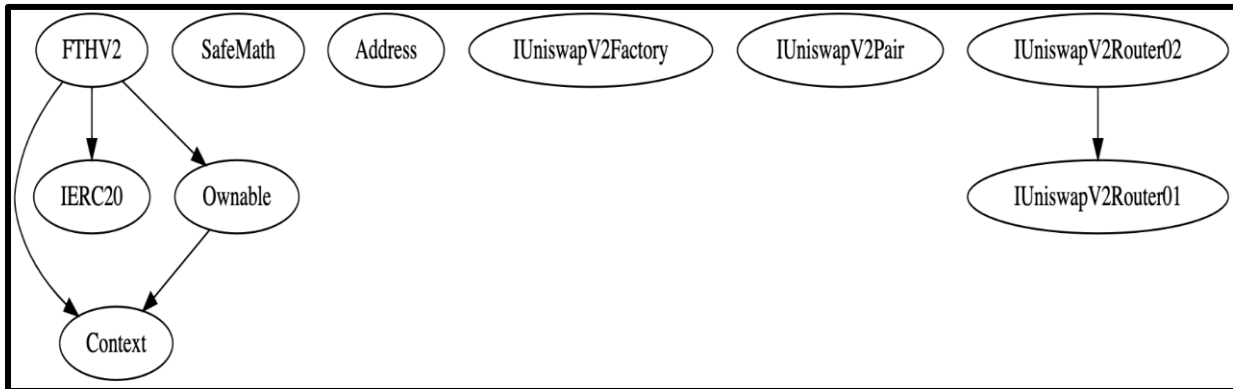 FTHV2
SafeMath
Address
IUniswapV2Factory
IUniswapV2Pair
IUniswapV2Router02
IERC20
Ownable
IUniswapV2Router01
Context